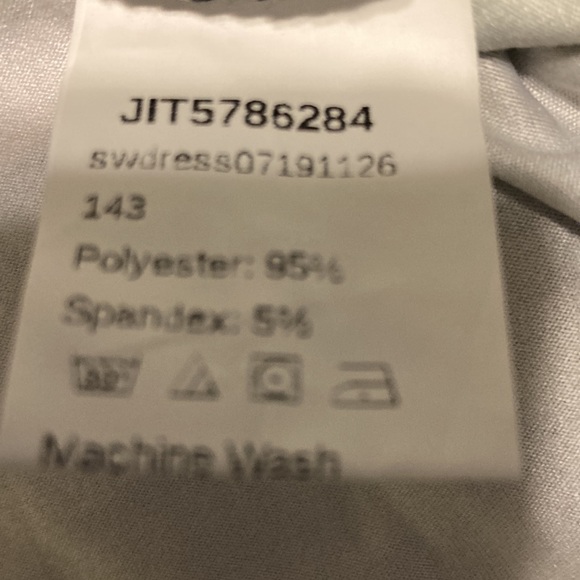 JIT5786284
swdress07191126
143
Polyester: 95%
Spandex: 5%
Machine Wash